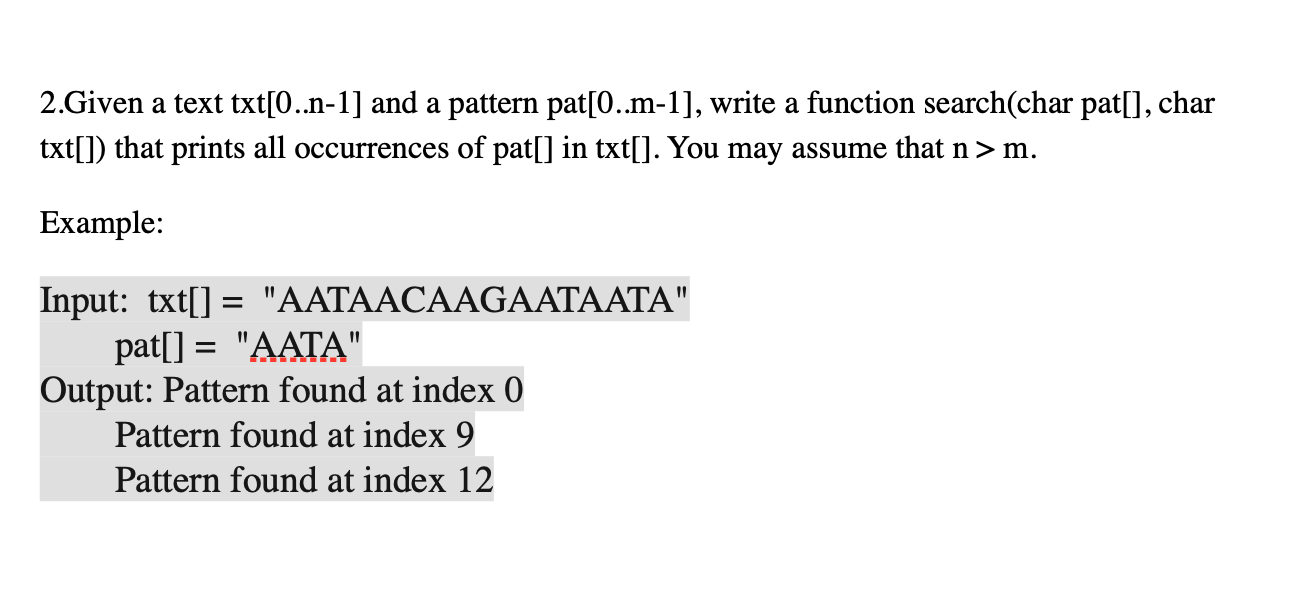 2.Given a text txt[0..n-1] and a pattern pat[0..m-1], write a function search(char pat[], char
txt[]) that prints all occurrences of pat[] in txt[]. You may assume that n > m.
Example:
Input:  txt[] =  "AATAACAAGAATAATA"
pat[] =  "AATA"
Output: Pattern found at index 0
Pattern found at index 9
Pattern found at index 12